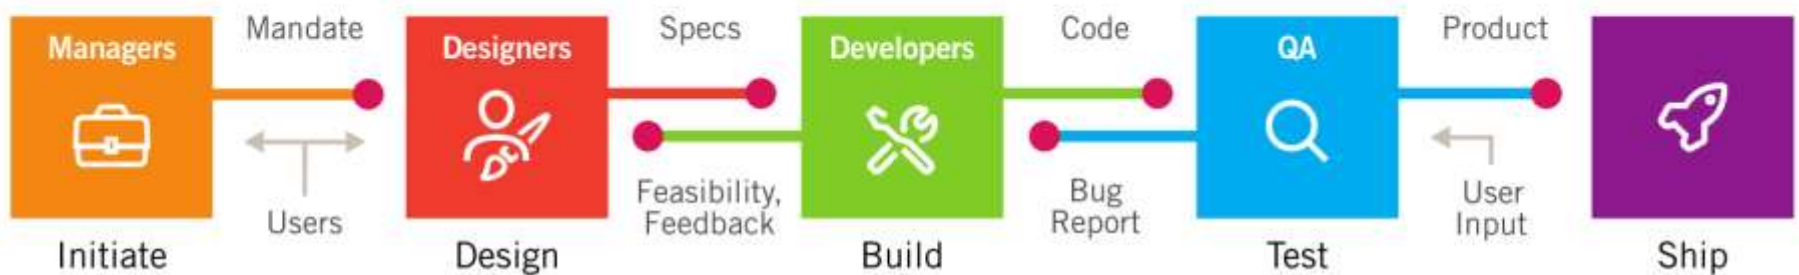 Managers
Mandate
Designers
Specs
Developers
Code
QA
Product
Users
Feasibility,
Feedback
Bug
Report
User
Input
Initiate
Design
Build
Test
Ship